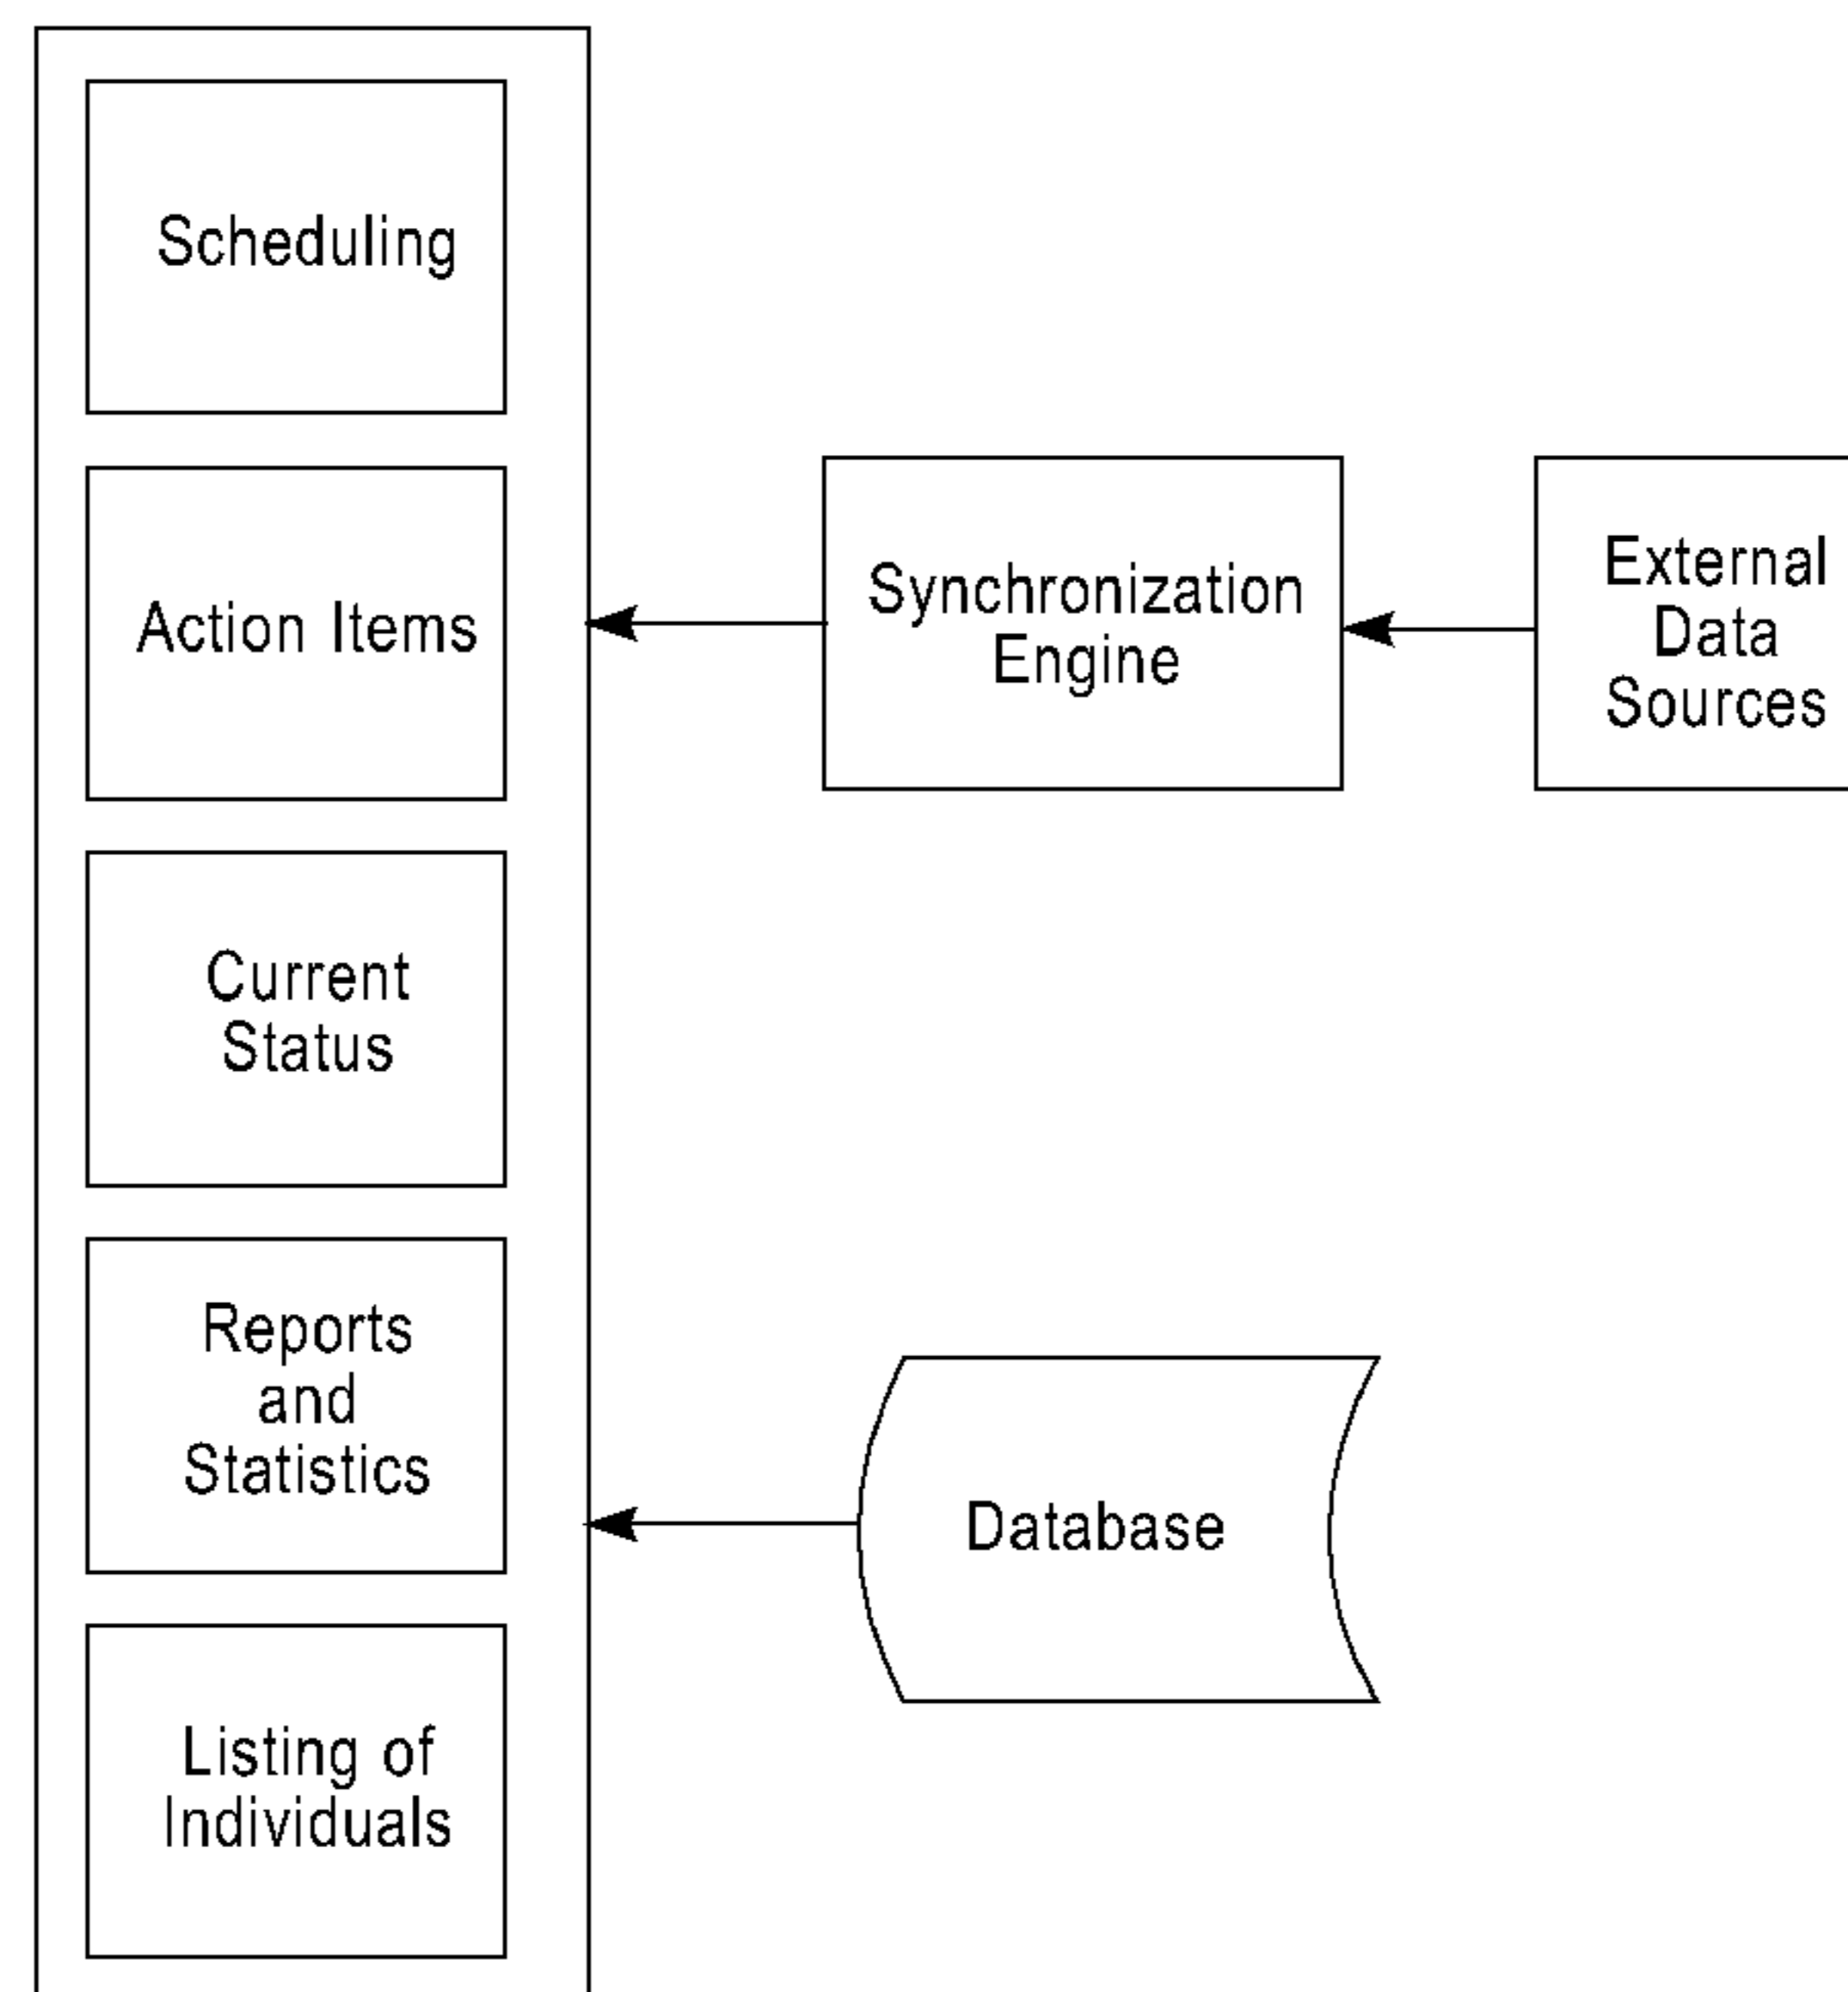 Scheduling
Action Items
Synchronization
Engine
External
Data
Sources
Current
Status
Reports
and
Statistics
Database
Listing of
Individuals